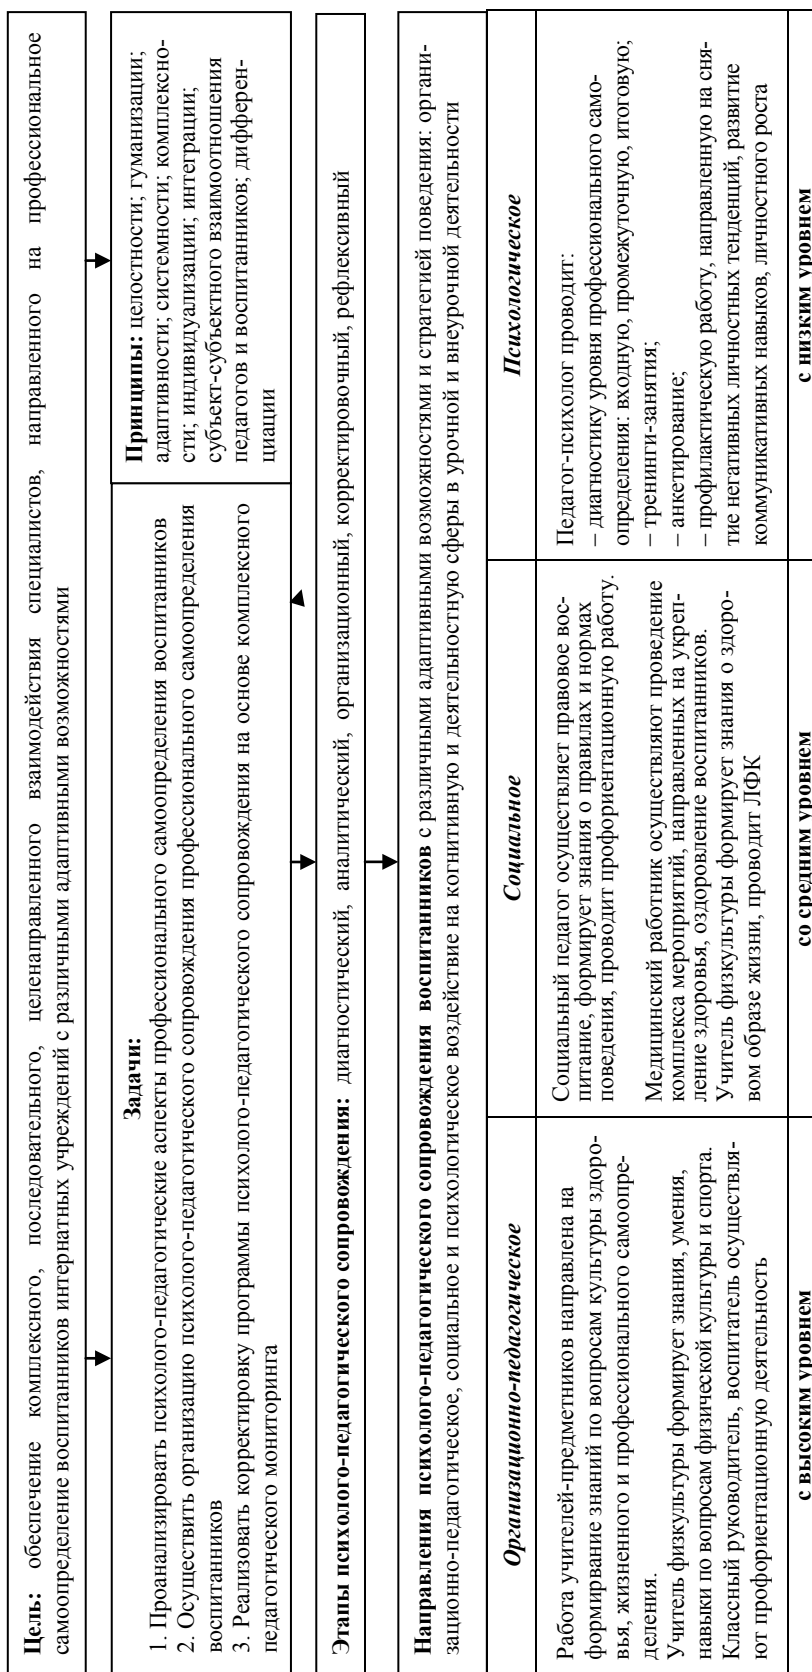 Цель: обеспечение комплексного, последовательного, целенаправленного взаимодействия специалистов, направленного на профессиональное
самоопределение воспитанников интернатных учреждений с различными адаптивными возможностями
Задачи:
1. Проанализировать психолого-педагогические аспекты профессионального самоопределения воспитанников
2. Осуществить организацию психолого-педагогического сопровождения профессионального самоопределения
воспитанников
3. Реализовать корректировку программы психолого-педагогического сопровождения на основе комплексного
педагогического мониторинга
Принципы: целостности; гуманизации;
адаптивности; системности; комплексно-
сти; индивидуализации; интеграции;
субъект-субъектного взаимоотношения
педагогов и воспитанников; дифферен-
циации
Этапы психолого-педагогического сопровождения: диагностический, аналитический, организационный, корректировочный, рефлексивный
Направления психолого-педагогического сопровождения воспитанников с различными адаптивными возможностями и стратегией поведения: органи-
зационно-педагогическое, социальное и психологическое воздействие на когнитивную и деятельностную сферы в урочной и внеурочной деятельности
Организационно-педагогическое
Работа учителей-предметников направлена на
формирвание знаний по вопросам культуры здоро-
вья, жизненного и профессионального самоопре-
деления.
Учитель физкультуры формирует знания, умения,
навыки по вопросам физической культуры и спорта.
Классный руководитель, воспитатель осуществля-
ют профориентационную деятельность
с высоким уровнем
Социальное
Социальный педагог осуществляет правовое вос-
питание, формирует знания о правилах и нормах
поведения, проводит профориентационную работу.
Медицинский работник осуществляют проведение
комплекса мероприятий, направленных на укреп-
ление здоровья, оздоровление воспитанников.
Учитель физкультуры формирует знания о здоро-
вом образе жизни, проводит ЛФК
со средним уровнем
Психологическое
Педагог-психолог проводит:
– диагностику уровня профессионального само-
определения: входную, промежуточную, итоговую;
– тренинги-занятия;
– анкетирование;
– профилактическую работу, направленную на сня-
тие негативных личностных тенденций, развитие
коммуникативных навыков, личностного роста
с низким уровнем